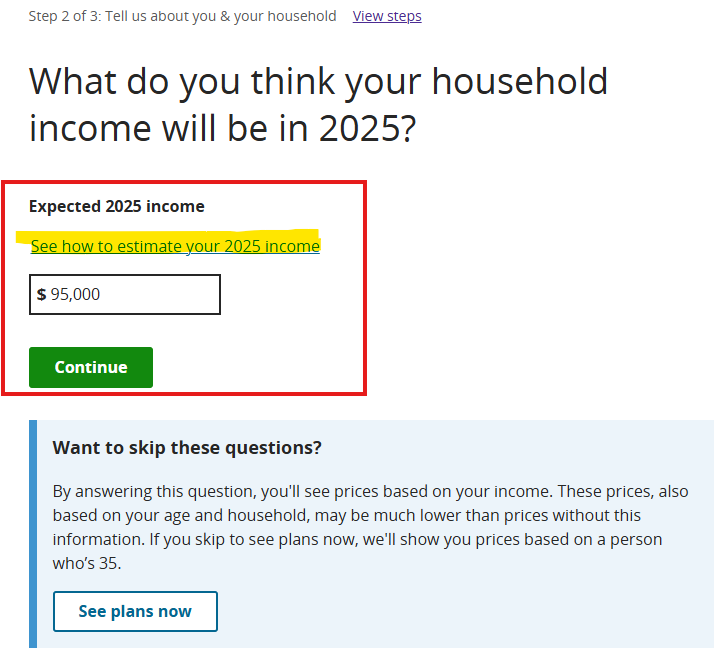 Step 2 of 3: Tell us about you & your household View steps
What do you think your household
income will be in 2025?
Expected 2025 income
See how to estimate your 2025 income
$ 95,000
Continue
Want to skip these questions?
By answering this question, you'll see prices based on your income. These prices, also
based on your age and household, may be much lower than prices without this
information. If you skip to see plans now, we'll show you prices based on a person
who’s 35.
See plans now